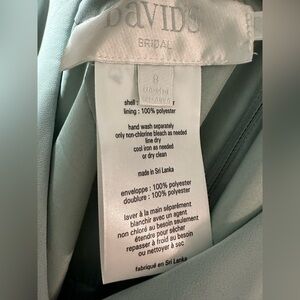 DAVID'S
BRIDAL
8
shell :
lining : 100% polyester
hand wash separately
only non-chlorine bleach as needed
line dry
cool iron as needed
or dry clean
made in Sri Lanka
enveloppe : 100% polyester
doublure : 100% polyester
laver à la main séparément
blanchir avec un agent
non chloré au besoin seulement
étendre pour sécher
repasser à froid au besoin
ou nettoyer à sec
fabriqué en Sri Lanka